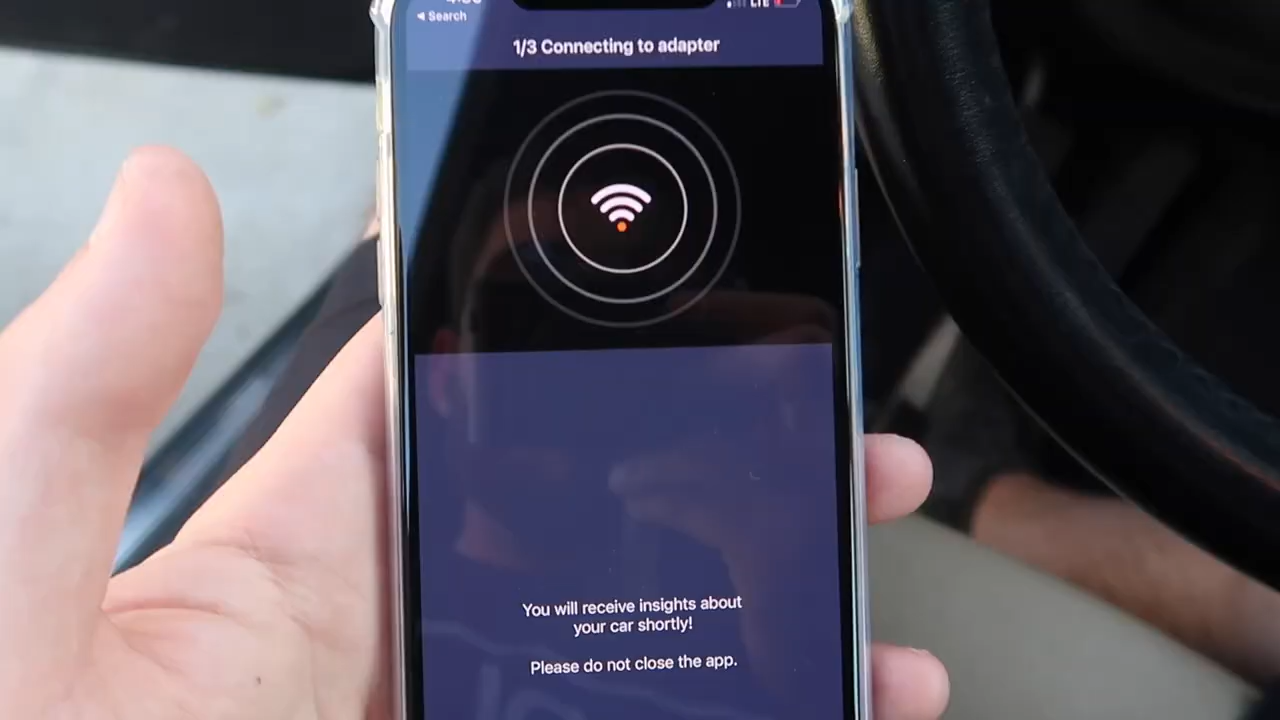 ◀ Search
LTE
1/3 Connecting to adapter
You will receive insights about
your car shortly!
Please do not close the app.